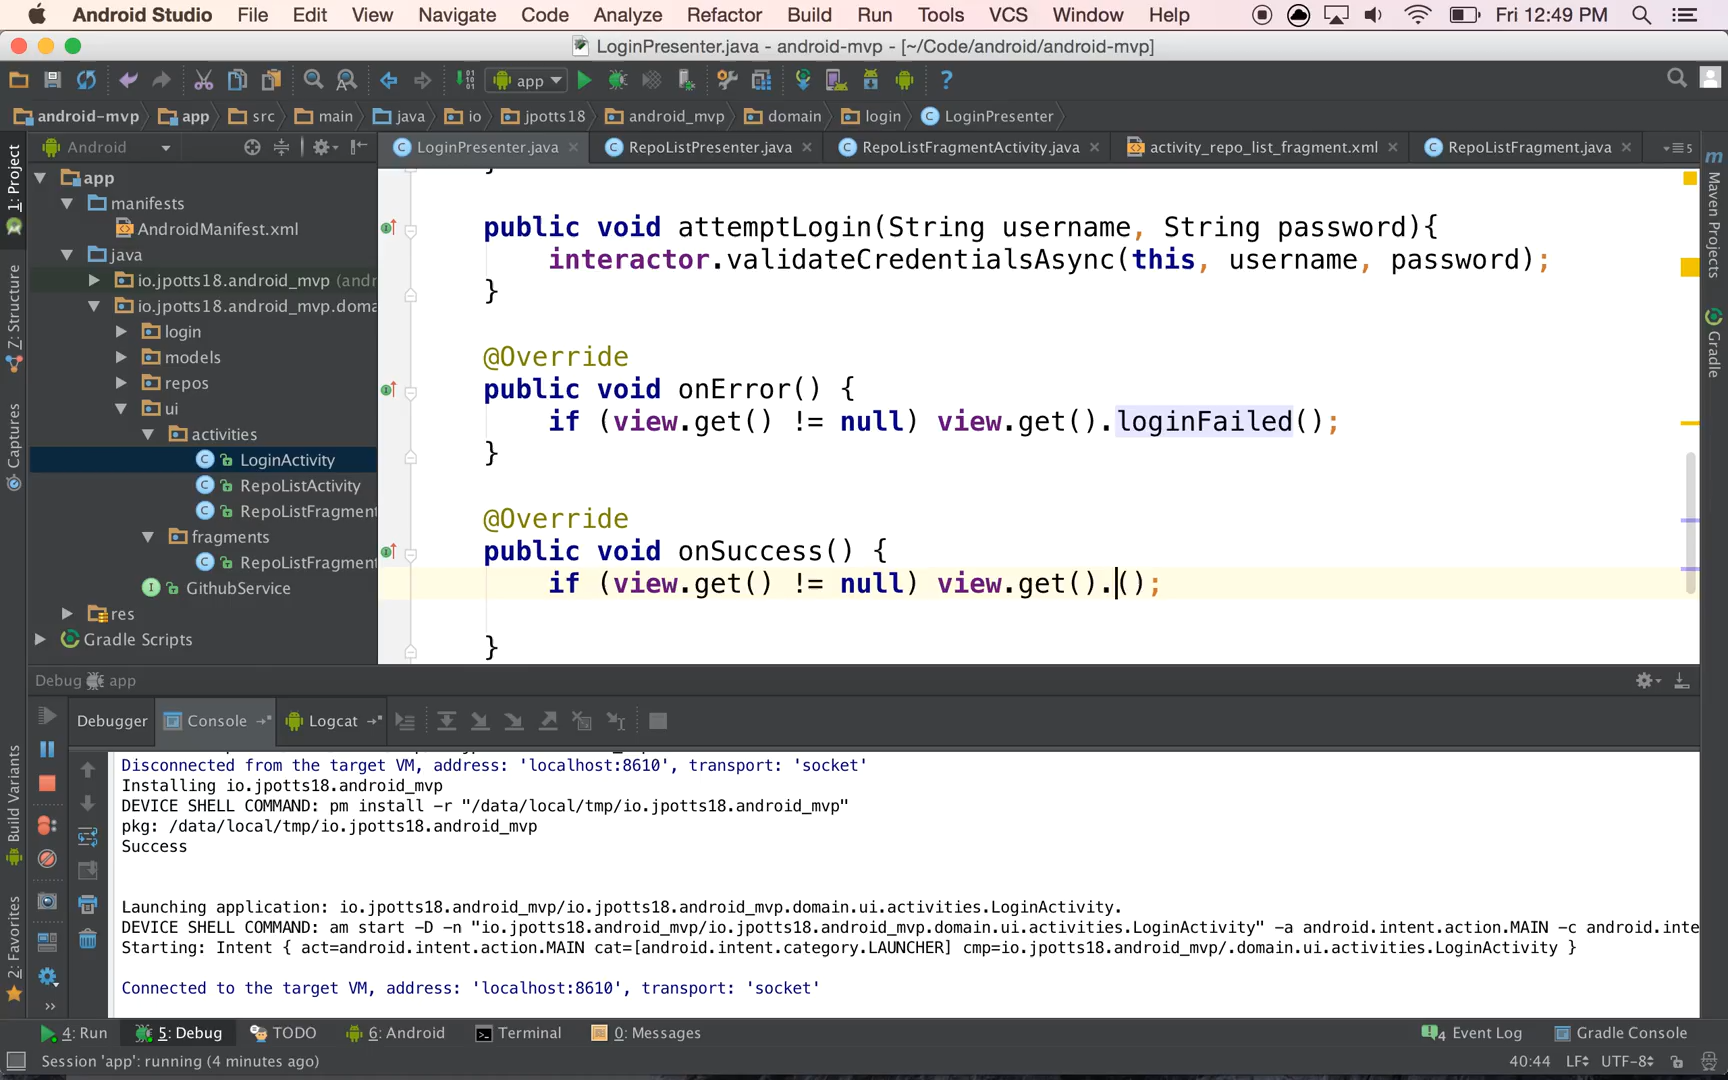 Android Studio File Edit View Navigate Code Analyze Refactor Build Run Tools VCS Window Help Fri 12:49 PM
LoginPresenter.java - android-mvp - [~/Code/android/android-mvp]
app
android-mvp app src main java io jpotts18 android_mvp domain login LoginPresenter
Android
LoginPresenter.java RepoListPresenter.java RepoListFragmentActivity.java activity_repo_list_fragment.xml RepoListFragment.java 5
1: Project
Z: Structure
Captures
Build Variants
2: Favorites
app
manifests
AndroidManifest.xml
java
io.jpotts18.android_mvp (andr
io.jpotts18.android_mvp.doma
login
models
repos
ui
activities
LoginActivity
RepoListActivity
RepoListFragment
fragments
RepoListFragment
GithubService
res
Gradle Scripts
}
public void attemptLogin(String username, String password){
interactor.validateCredentialsAsync(this, username, password);
}
@Override
public void onError() {
if (view.get() != null) view.get().loginFailed();
}
@Override
public void onSuccess() {
if (view.get() != null) view.get().();
}
Maven Projects
Gradle
Debug app
Debugger Console Logcat
Disconnected from the target VM, address: 'localhost:8610', transport: 'socket'
Installing io.jpotts18.android_mvp
DEVICE SHELL COMMAND: pm install -r "/data/local/tmp/io.jpotts18.android_mvp"
pkg: /data/local/tmp/io.jpotts18.android_mvp
Success
Launching application: io.jpotts18.android_mvp/io.jpotts18.android_mvp.domain.ui.activities.LoginActivity.
DEVICE SHELL COMMAND: am start -D -n "io.jpotts18.android_mvp/io.jpotts18.android_mvp.domain.ui.activities.LoginActivity" -a android.intent.action.MAIN -c android.inte
Starting: Intent { act=android.intent.action.MAIN cat=[android.intent.category.LAUNCHER] cmp=io.jpotts18.android_mvp/.domain.ui.activities.LoginActivity }
Connected to the target VM, address: 'localhost:8610', transport: 'socket'
4: Run 5: Debug TODO 6: Android Terminal 0: Messages 4 Event Log Gradle Console
Session 'app': running (4 minutes ago) 40:44 LF UTF-8